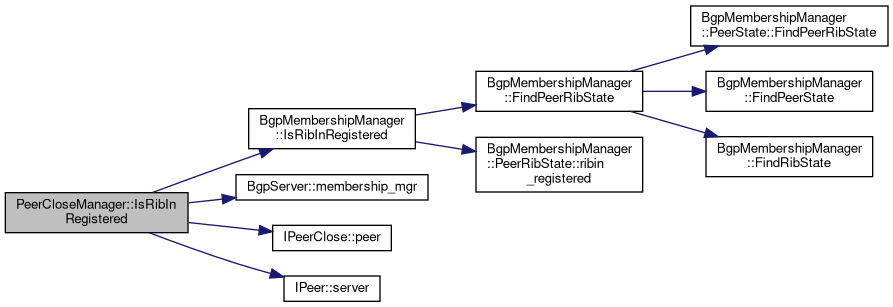 PeerCloseManager::IsRibIn
Registered
BgpMembershipManager
::IsRibInRegistered
BgpServer::membership_mgr
IPeerClose::peer
IPeer::server
BgpMembershipManager
::FindPeerRibState
BgpMembershipManager
::PeerRibState::ribin
_registered
BgpMembershipManager
::PeerState::FindPeerRibState
BgpMembershipManager
::FindPeerState
BgpMembershipManager
::FindRibState